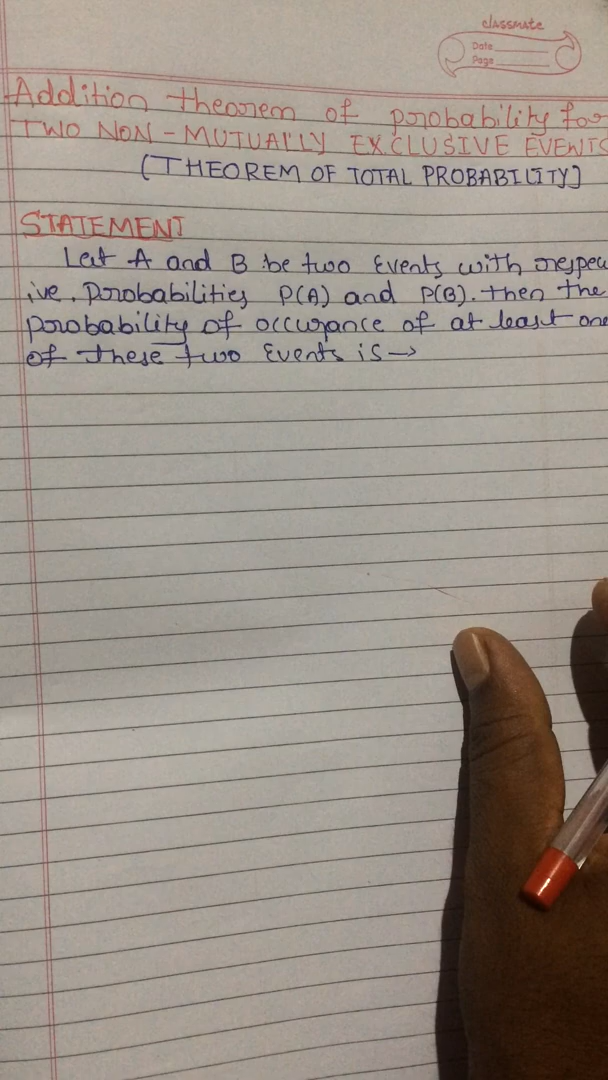 classmate
Date
Page
Addition theorem of probability for
TWO NON-MUTUALLY EXCLUSIVE EVENTS
(THEOREM OF TOTAL PROBABILITY)
STATEMENT
Let A and B be two Events with respect
ive. Probabilities P(A) and P(B). then the
probability of occurance of at least one
of these two Events is →